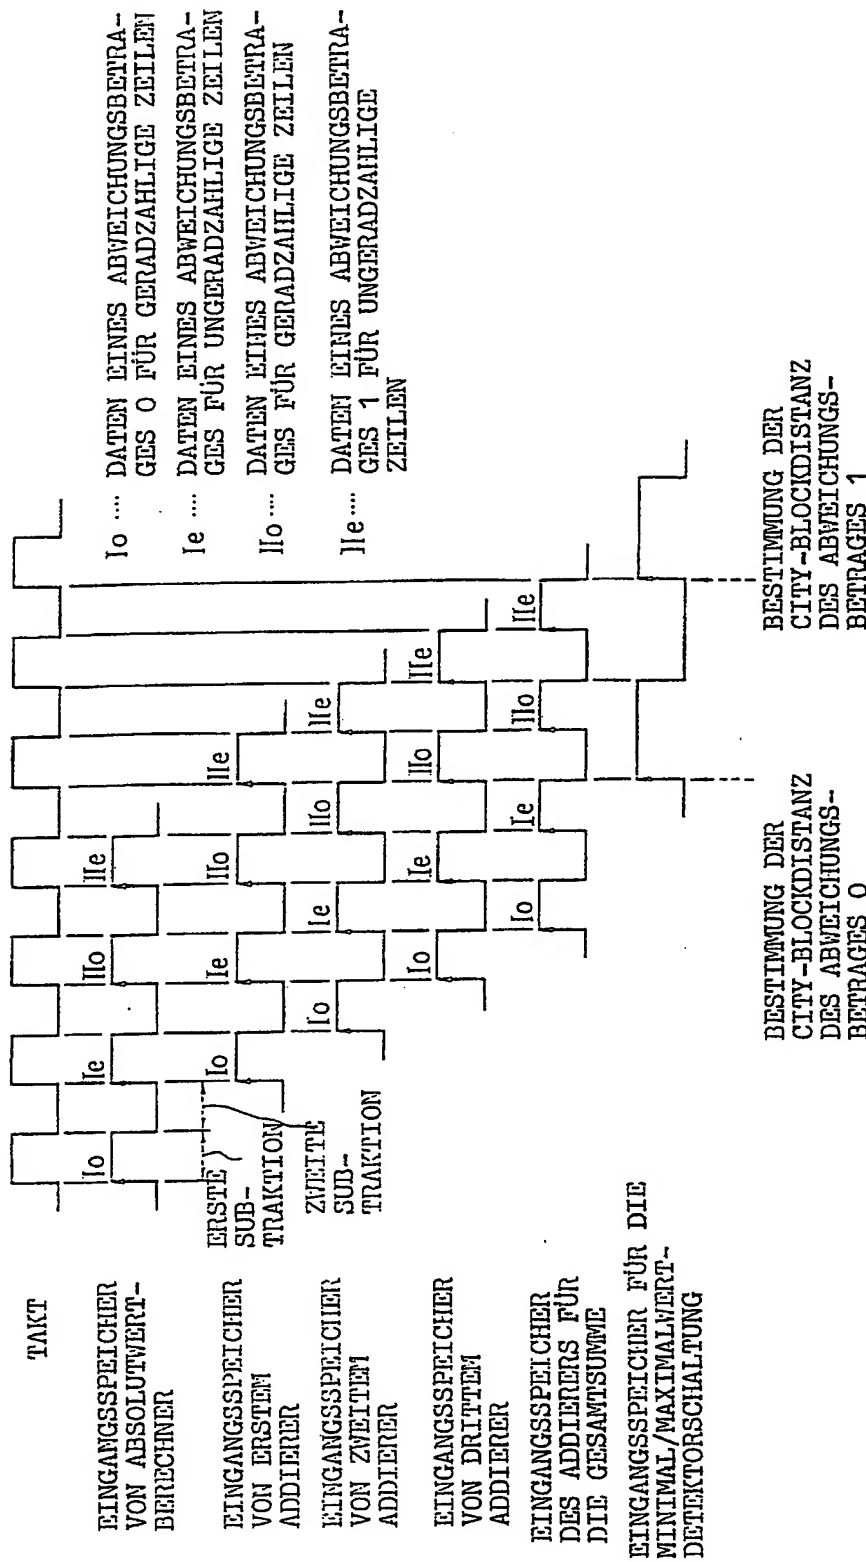 TAKT
EINGANGSSPEICHER
VON ABSOLUTWERT-
BERECHNER
EINGANGSSPEICHER
VON ERSTEM
ADDIERER
EINGANGSSPEICHER
VON ZWEITEM
ADDIERER
EINGANGSSPEICHER
VON DRITTEM
ADDIERER
EINGANGSSPEICHER
DES ADDIERERS FÜR
DIE GESAMTSUMME
EINGANGSSPEICHER FÜR DIE
MINIMAL/MAXIMALWERT-
DETEKTORSCHALTUNG
Io Ie IIo IIe
ERSTE
SUB-
TRAKTION
ZWEITE
SUB-
TRAKTION
Io Ie IIo IIe
Io Ie IIo IIe
Io Ie IIo IIe
Io Ie IIo IIe
Io .... DATEN EINES ABWEICHUNGSBETRA-
GES O FÜR GERADZAHLIGE ZEILEN
Ie .... DATEN EINES ABWEICHUNGSBETRA-
GES FÜR UNGERADZAHLIGE ZEILEN
IIo .... DATEN EINES ABWEICHUNGSBETRA-
GES FÜR GERADZAHLIGE ZEILEN
IIe .... DATEN EINES ABWEICHUNGSBETRA-
GES 1 FÜR UNGERADZAHLIGE
ZEILEN
BESTIMMUNG DER
CITY-BLOCKDISTANZ
DES ABWEICHUNGS-
BETRAGES O
BESTIMMUNG DER
CITY-BLOCKDISTANZ
DES ABWEICHUNGS-
BETRAGES 1